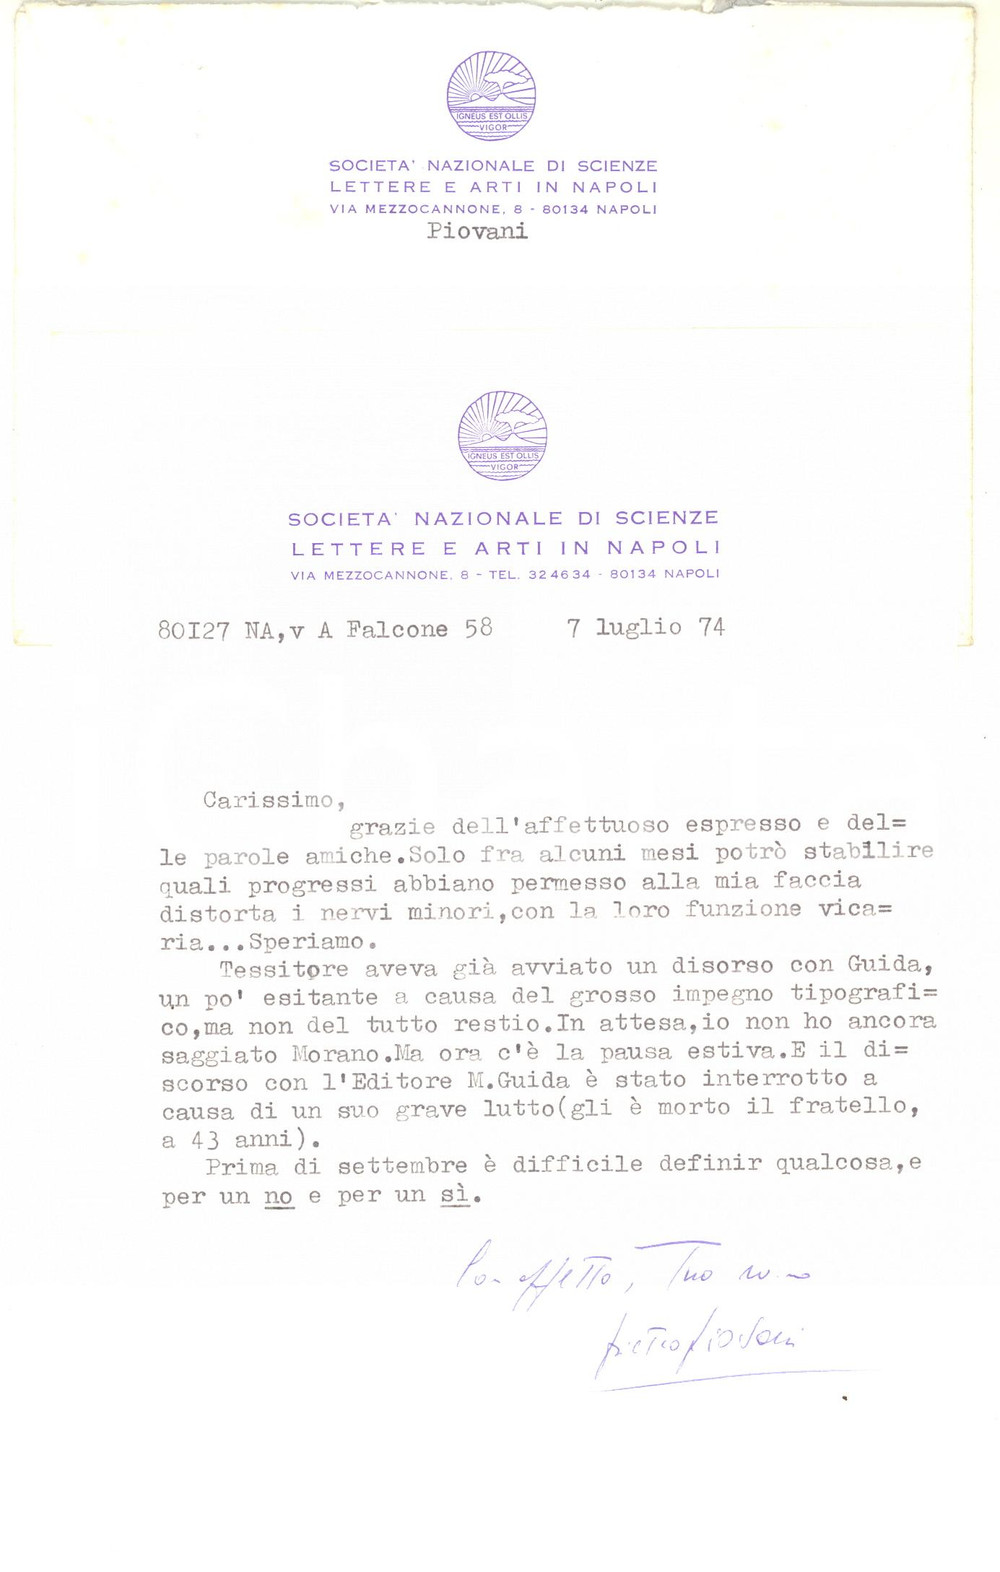 IGNEUS EST OLLIS
VIGOR
SOCIETA' NAZIONALE DI SCIENZE
LETTERE E ARTI IN NAPOLI
VIA MEZZOCANNONE, 8 - 80134 NAPOLI
Piovani
IGNEUS EST OLLIS
VIGOR
SOCIETA' NAZIONALE DI SCIENZE
LETTERE E ARTI IN NAPOLI
VIA MEZZOCANNONE, 8 - TEL. 324634 - 80134 NAPOLI
80I27 NA,v A Falcone 58 7 luglio 74
Carissimo,
grazie dell'affettuoso espresso e del=
le parole amiche.Solo fra alcuni mesi potrò stabilire
quali progressi abbiano permesso alla mia faccia
distorta i nervi minori,con la loro funzione vica=
ria...Speriamo.
Tessitore aveva già avviato un disorso con Guida,
un po' esitante a causa del grosso impegno tipografi=
co,ma non del tutto restio.In attesa,io non ho ancora
saggiato Morano.Ma ora c'è la pausa estiva.E il di=
scorso con l'Editore M.Guida è stato interrotto a
causa di un suo grave lutto(gli è morto il fratello,
a 43 anni).
Prima di settembre è difficile definir qualcosa,e
per un no e per un sì.
Con affetto, Tuo
pietro piovani